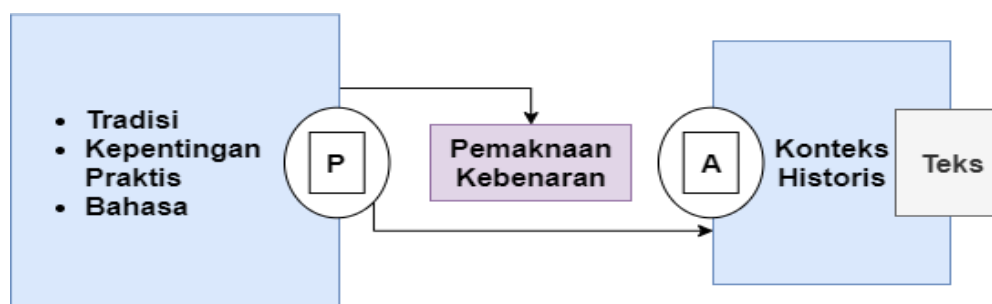 • Tradisi
• Kepentingan
Praktis
• Bahasa
P
Pemaknaan
Kebenaran
A
Konteks
Historis
Teks